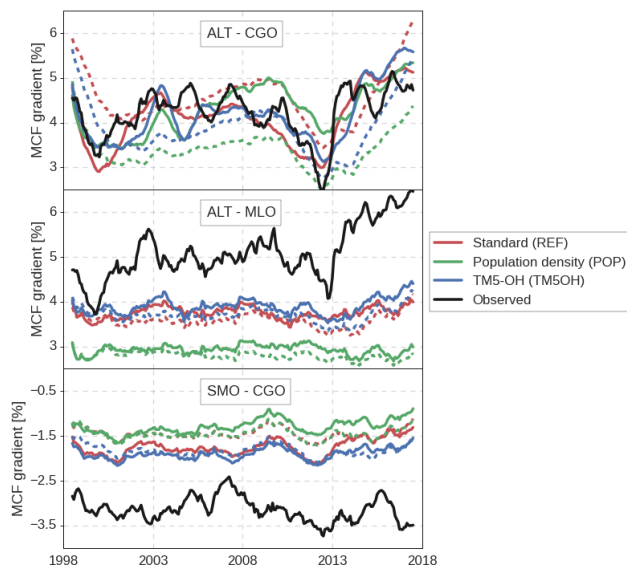 ALT - CGO
MCF gradient [%]
6
5
4
3
ALT - MLO
MCF gradient [%]
6
5
4
3
Standard (REF)
Population density (POP)
TM5-OH (TM5OH)
Observed
SMO - CGO
MCF gradient [%]
−0.5
−1.5
−2.5
−3.5
1998 2003 2008 2013 2018